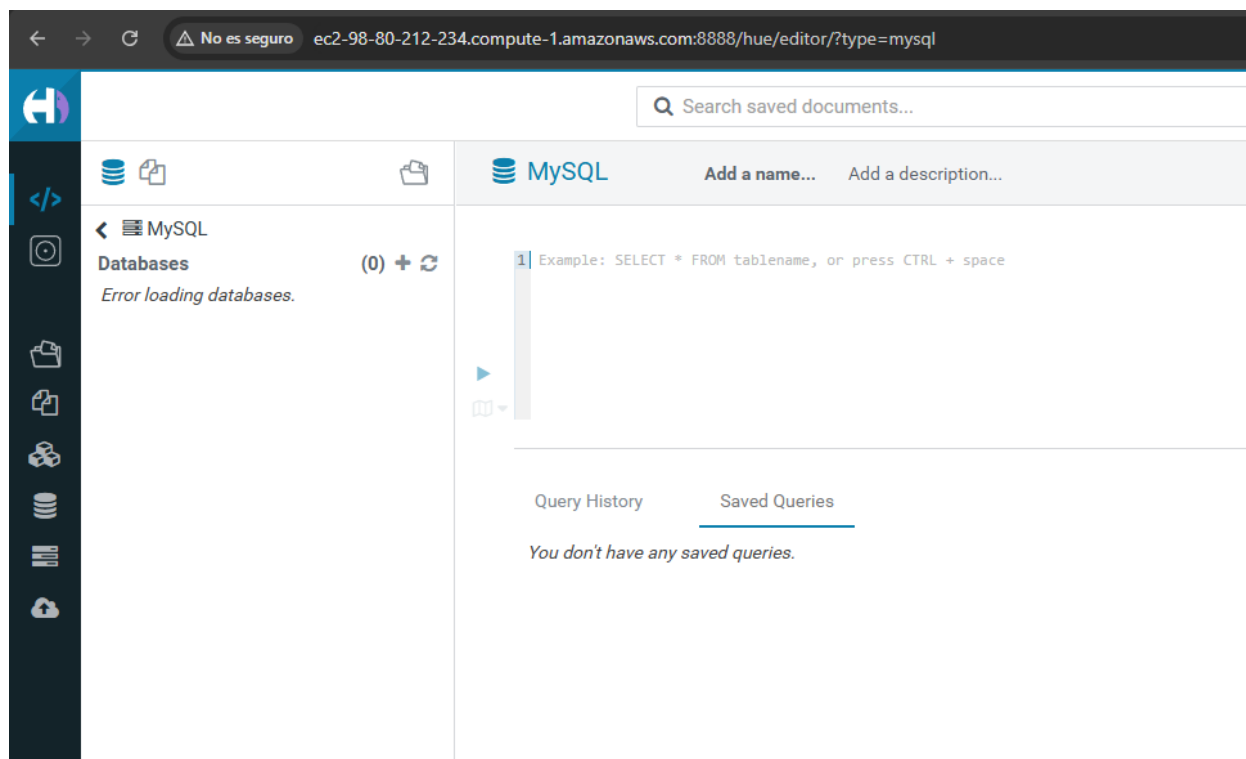 No es seguro ec2-98-80-212-234.compute-1.amazonaws.com:8888/hue/editor/?type=mysql
Search saved documents...
MySQL Add a name... Add a description...
MySQL
Databases (0)
Error loading databases.
1 Example: SELECT * FROM tablename, or press CTRL + space
Query History Saved Queries
You don't have any saved queries.